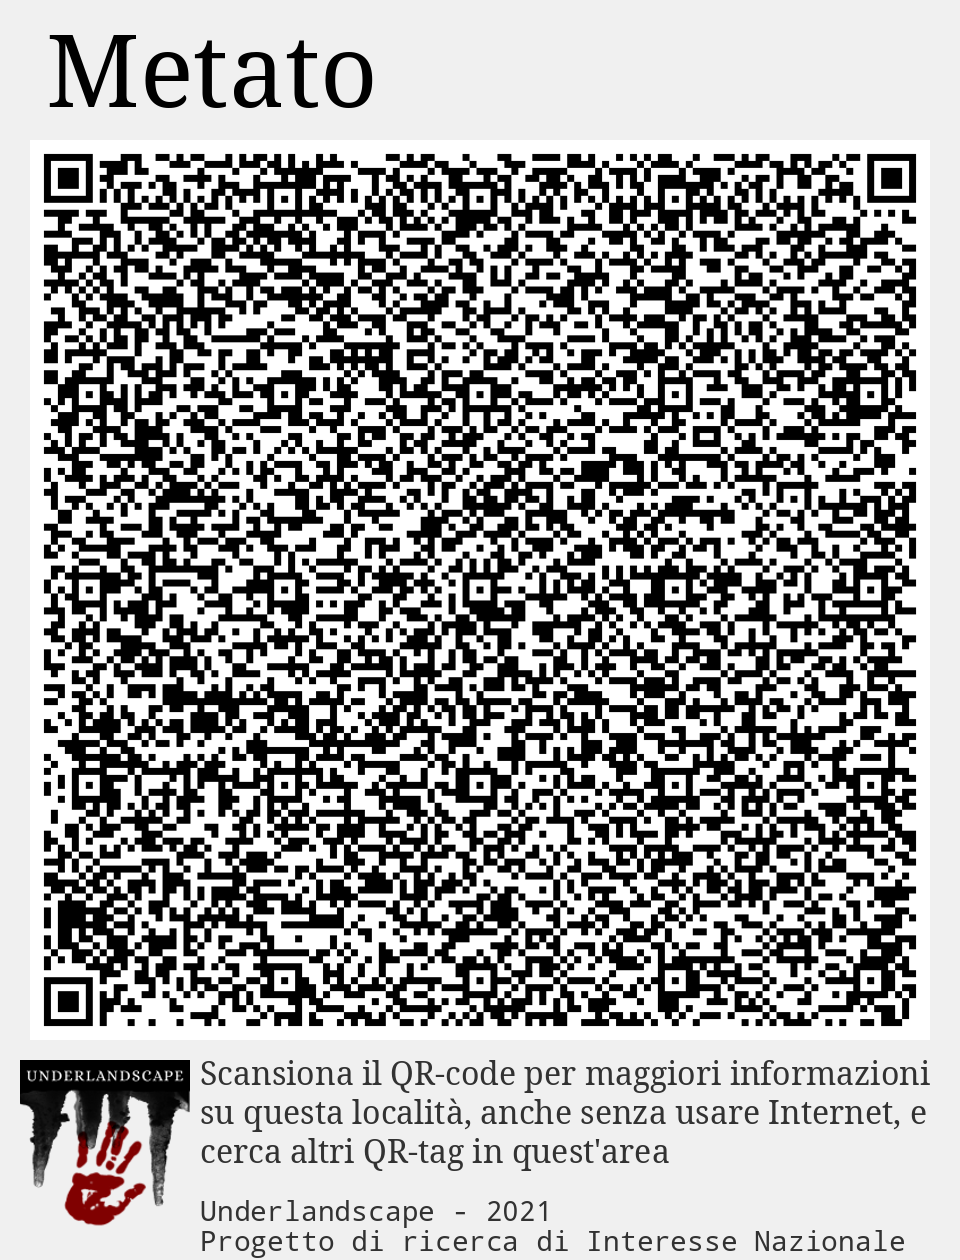 Metato
UNDERLANDSCAPE
Scansiona il QR-code per maggiori informazioni
su questa località, anche senza usare Internet, e
cerca altri QR-tag in quest'area
Underlandscape - 2021
Progetto di ricerca di Interesse Nazionale